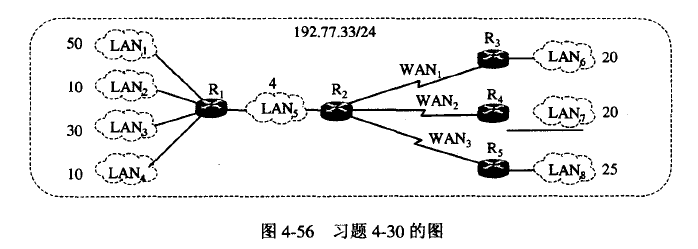 192.77.33/24
50 LAN1
10 LAN2
30 LAN3
10 LAN4
R1
4
LAN5
R2
WAN1
WAN2
WAN3
R3
LAN6 20
R4
LAN7 20
R5
LAN8 25
图 4-56 习题 4-30 的图